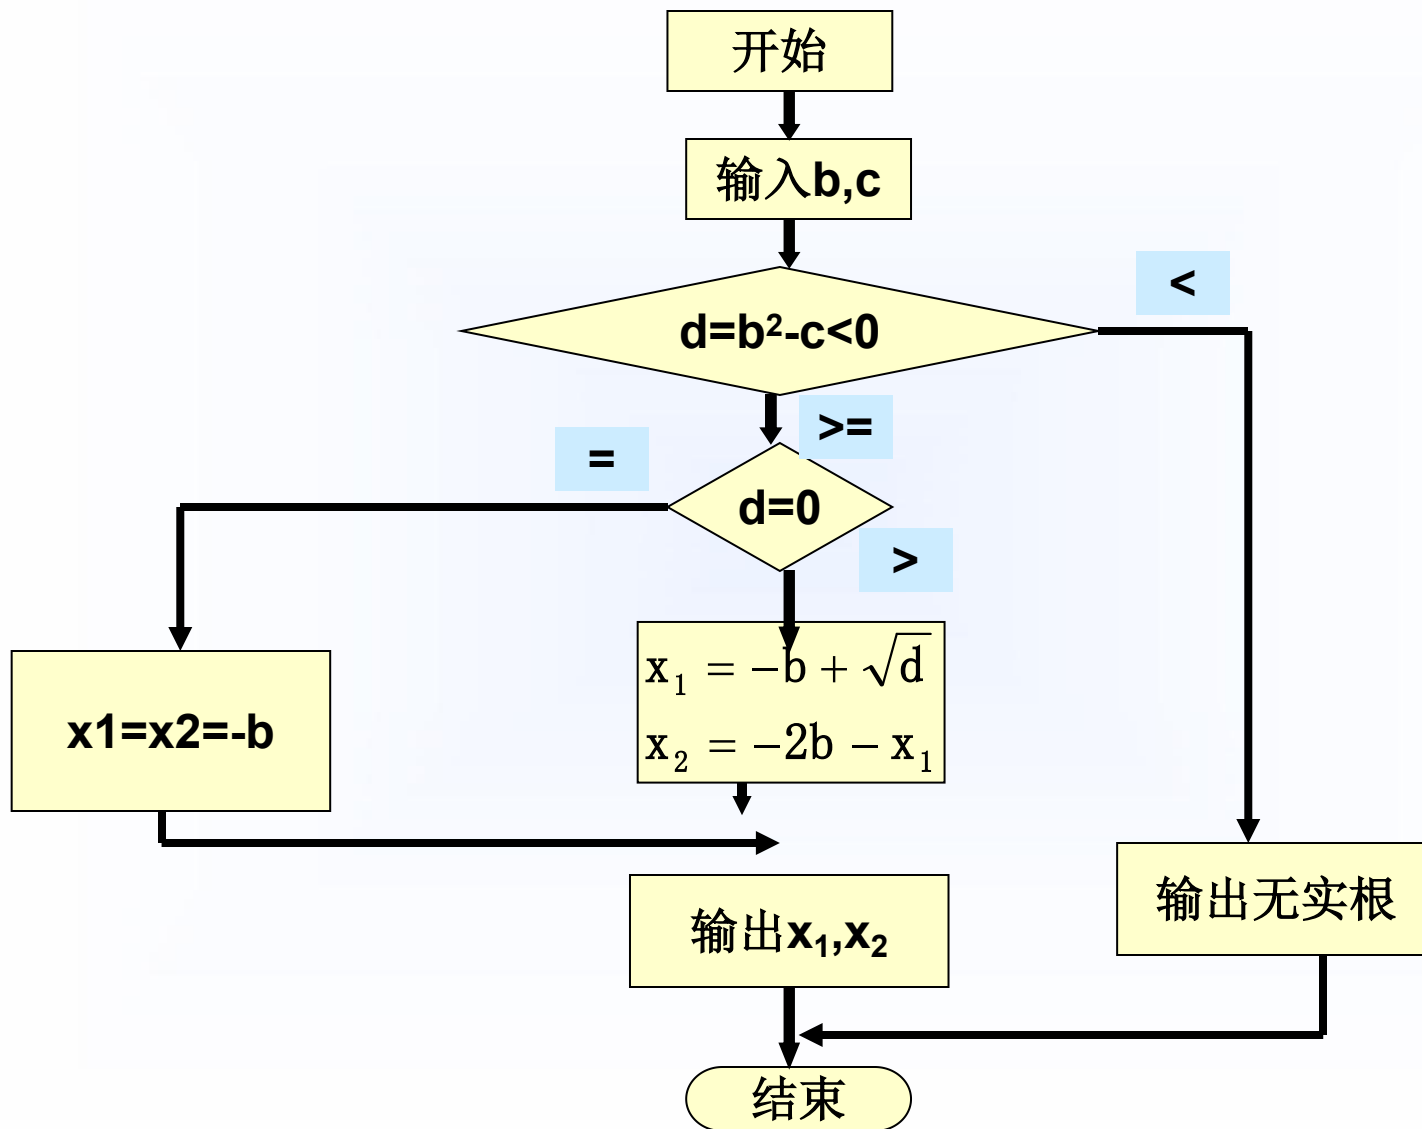 开始
输入b,c
<
d=b²-c<0
>=
=
d=0
>
x₁ = -b + √d
x₂ = -2b - x₁
x1=x2=-b
输出无实根
输出x₁,x₂
结束